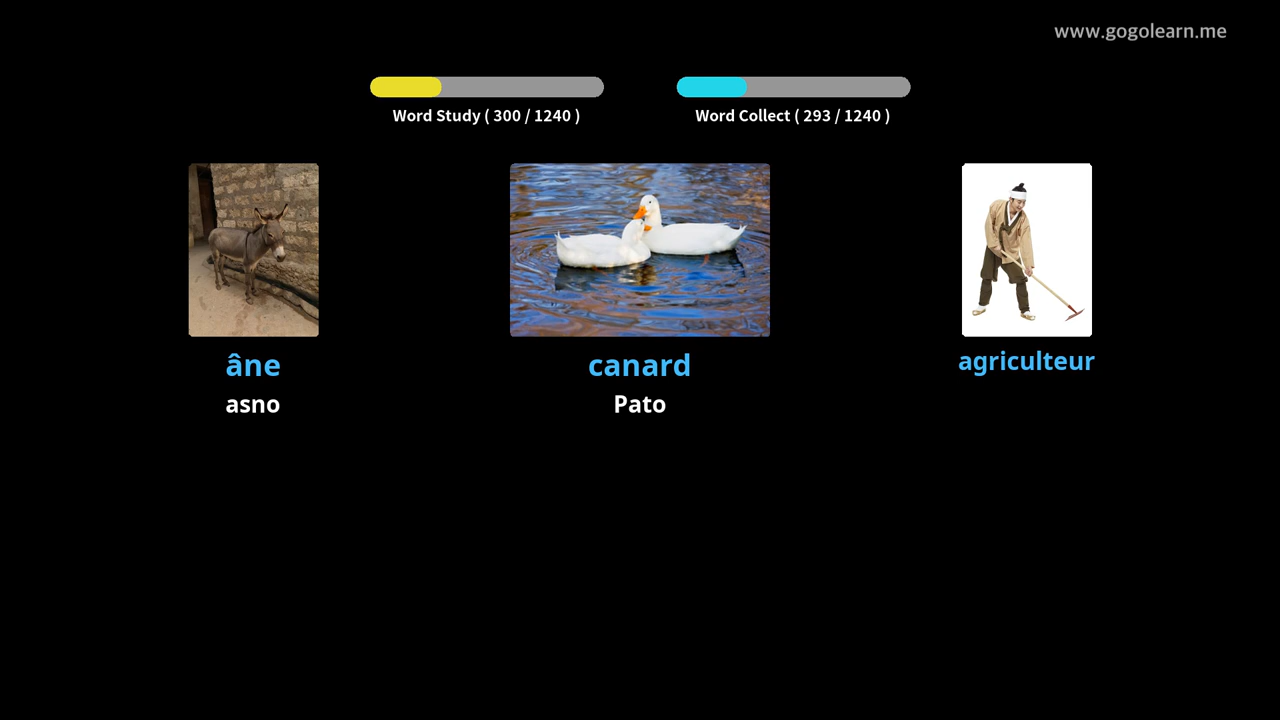 www.gogolearn.me
Word Study ( 300 / 1240 )
Word Collect ( 293 / 1240 )
âne
asno
canard
Pato
agriculteur